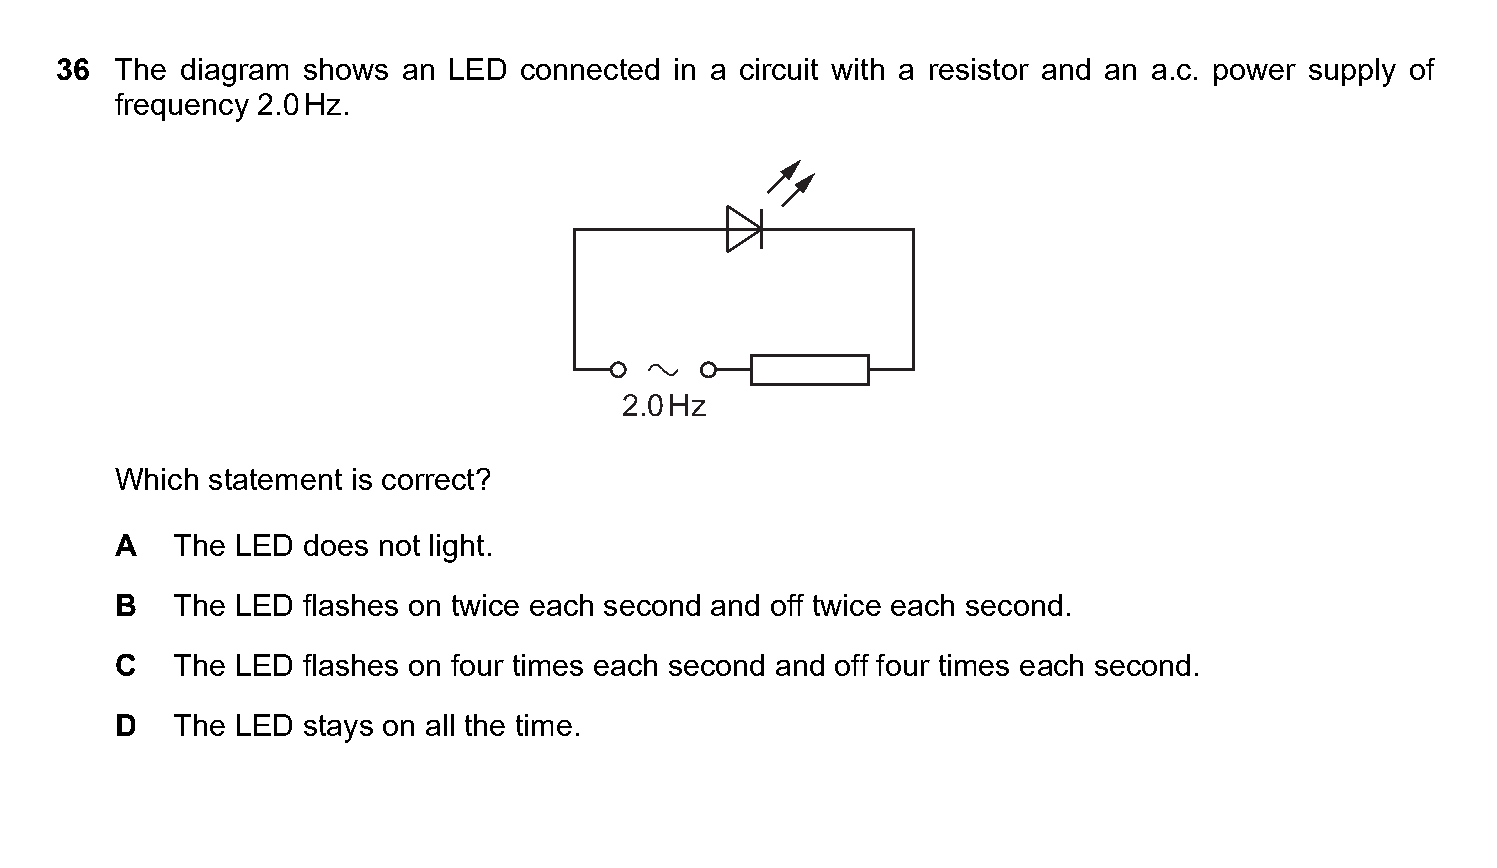 36 The diagram shows an LED connected in a circuit with a resistor and an a.c. power supply of
frequency 2.0 Hz.
2.0 Hz
Which statement is correct?
A The LED does not light.
B The LED flashes on twice each second and off twice each second.
C The LED flashes on four times each second and off four times each second.
D The LED stays on all the time.